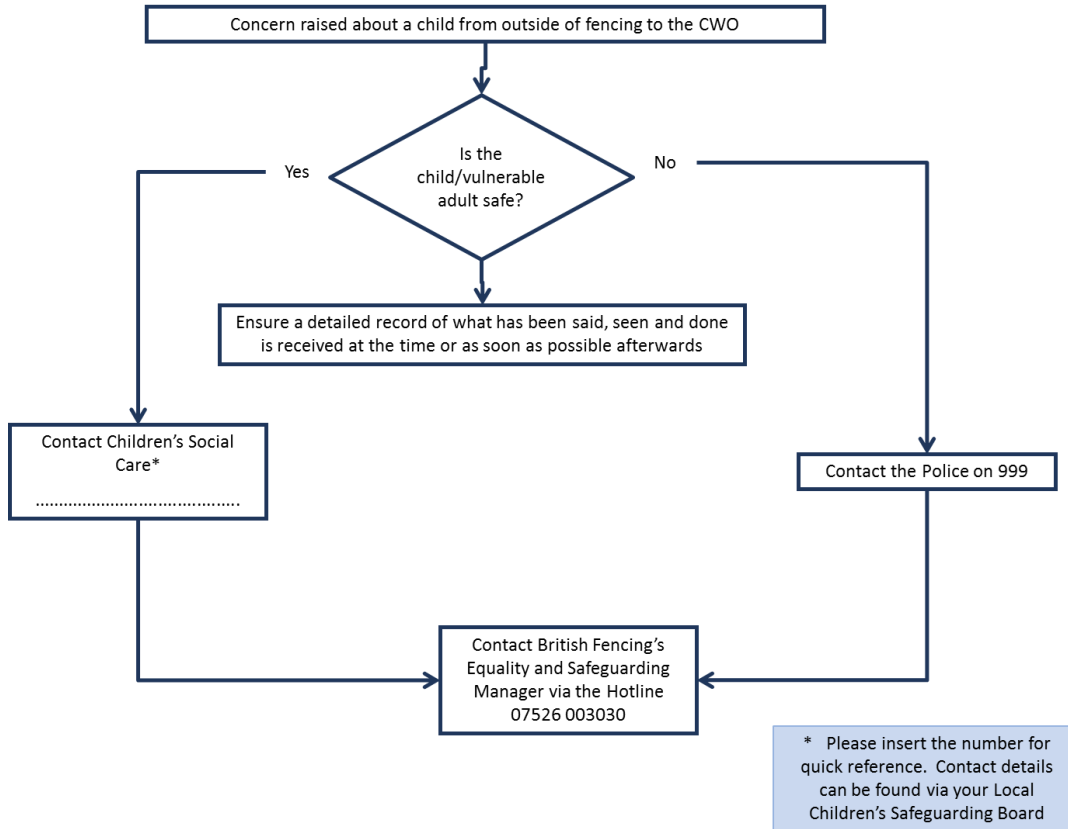 Concern raised about a child from outside of fencing to the CWO
Is the
child/vulnerable
adult safe?
Yes
No
Ensure a detailed record of what has been said, seen and done
is received at the time or as soon as possible afterwards
Contact Children’s Social
Care*
............................................
Contact the Police on 999
Contact British Fencing’s
Equality and Safeguarding
Manager via the Hotline
07526 003030
* Please insert the number for
quick reference. Contact details
can be found via your Local
Children’s Safeguarding Board